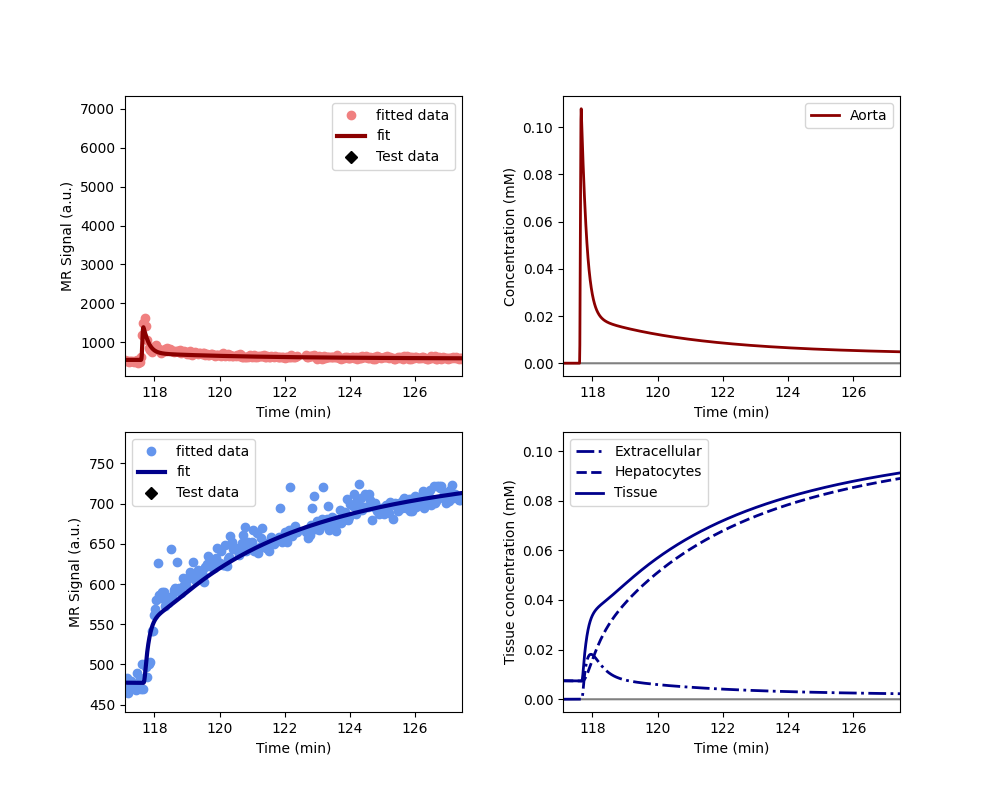 7000
6000
5000
4000
3000
2000
1000
MR Signal (a.u.)
fitted data
fit
Test data
118 120 122 124 126
Time (min)
0.10
0.08
0.06
0.04
0.02
0.00
Concentration (mM)
Aorta
118 120 122 124 126
Time (min)
750
700
650
600
550
500
450
MR Signal (a.u.)
fitted data
fit
Test data
118 120 122 124 126
Time (min)
0.10
0.08
0.06
0.04
0.02
0.00
Tissue concentration (mM)
Extracellular
Hepatocytes
Tissue
118 120 122 124 126
Time (min)